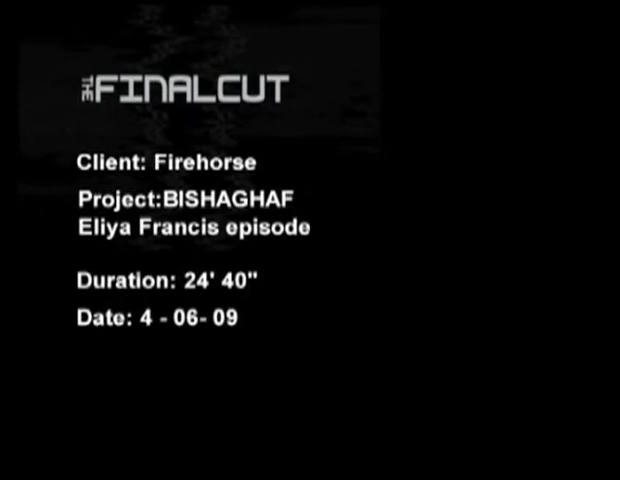 THE FINALCUT
Client: Firehorse
Project:BISHAGHAF
Eliya Francis episode
Duration: 24' 40"
Date: 4 - 06- 09